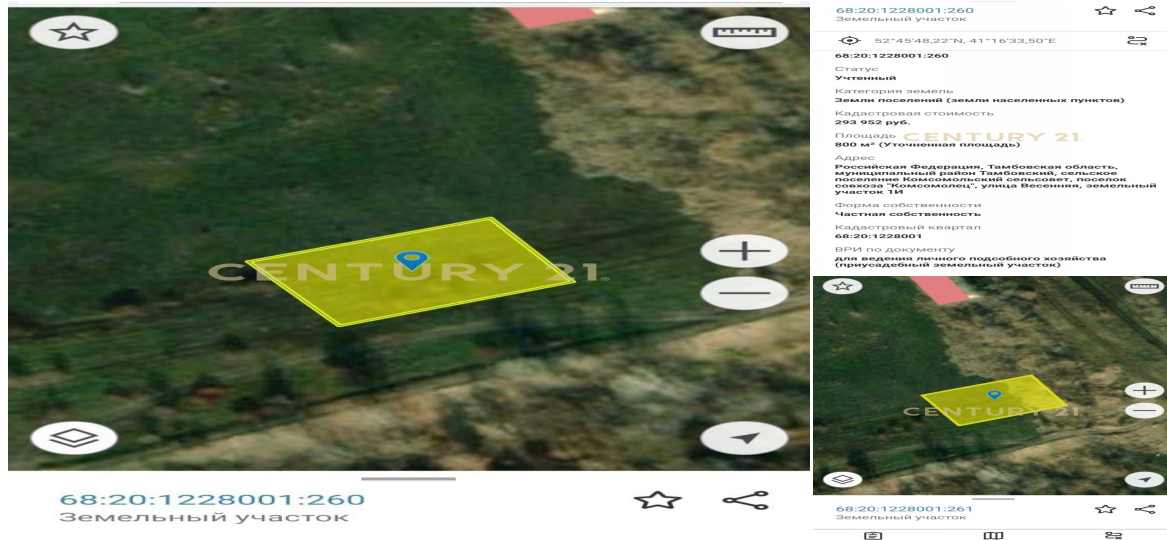 CENTURY 21.
68:20:1228001:260
Земельный участок
68:20:1228001:260
Земельный участок
52°45'48,22"N, 41°16'33,50"E
68:20:1228001:260
Статус
Учтенный
Категория земель
Земли поселений (земли населенных пунктов)
Кадастровая стоимость
293 952 руб.
Площадь
CENTURY 21.
800 м² (Уточненная площадь)
Адрес
Российская Федерация, Тамбовская область,
муниципальный район Тамбовский, сельское
поселение Комсомольский сельсовет, поселок
совхоза "Комсомолец", улица Весенняя, земельный
участок 1И
Форма собственности
Частная собственность
Кадастровый квартал
68:20:1228001
ВРИ по документу
для ведения личного подсобного хозяйства
(приусадебный земельный участок)
CENTURY 21
68:20:1228001:261
Земельный участок